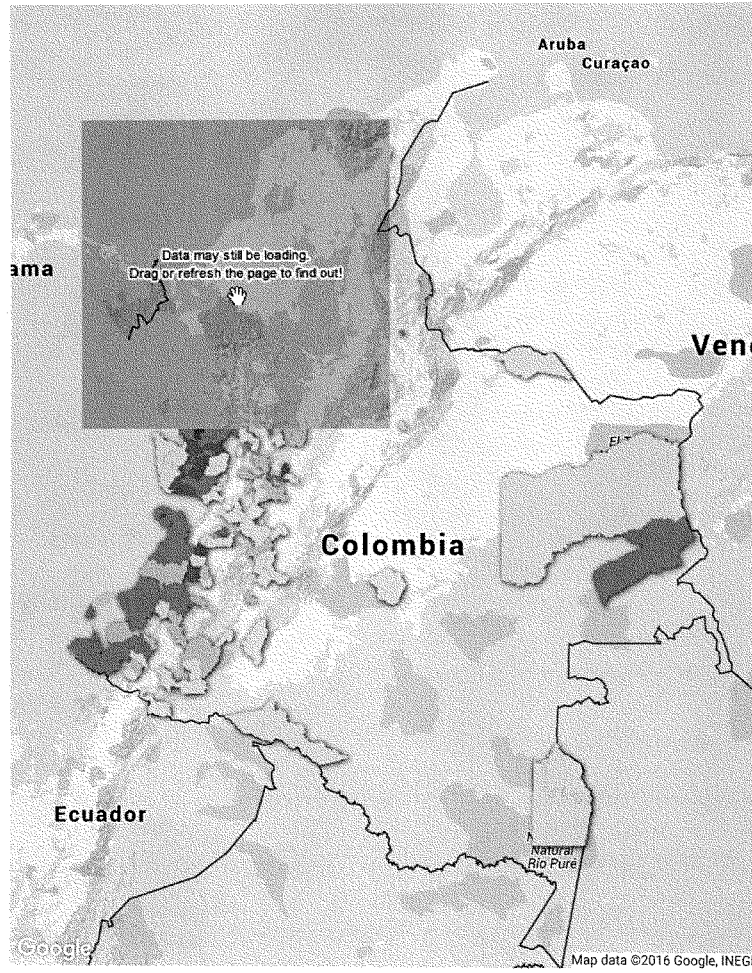 Aruba
Curaçao
Data may still be loading.
Drag or refresh the page to find out!
ama
Ven
Colombia
Ecuador
Natural
Río Puré
Google
Map data ©2016 Google, INEG